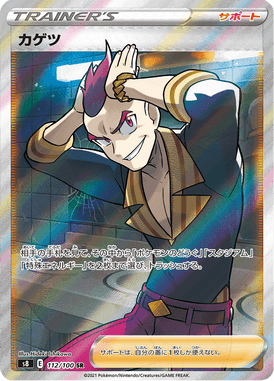 TRAINER'S サポート
カゲツ
相手の手札を見て、その中から「ポケモンのどうぐ」「スタジアム」
「特殊エネルギー」を2枚まで選び、トラッシュする。
Illus. Hideki Ishikawa
S8 E 112/100 SR
サポートは、自分の番に1枚しか使えない。
©2021 Pokémon/Nintendo/Creatures/GAME FREAK.